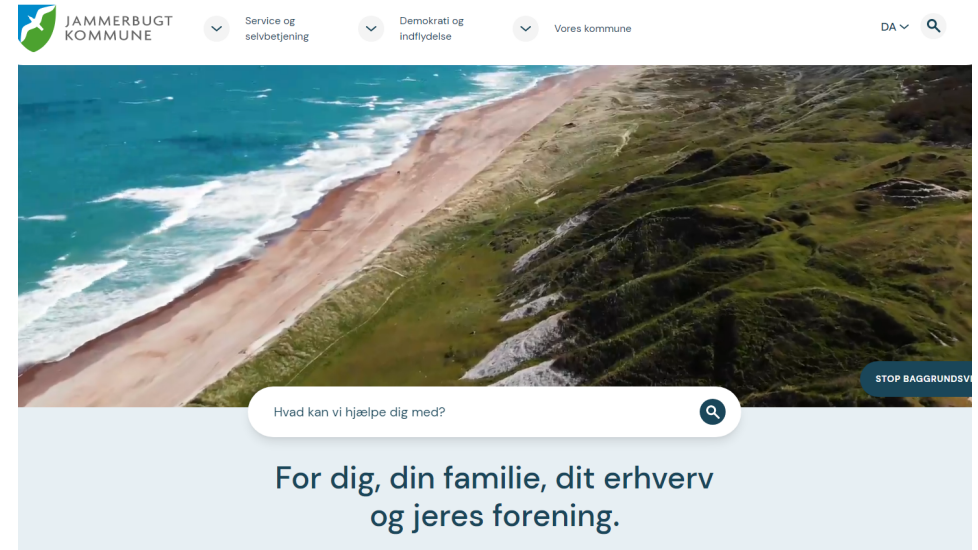 JAMMERBUGT
KOMMUNE
Service og
selvbetjening
Demokrati og
indflydelse
Vores kommune
DA
STOP BAGGRUNDSVI
Hvad kan vi hjælpe dig med?
For dig, din familie, dit erhverv
og jeres forening.